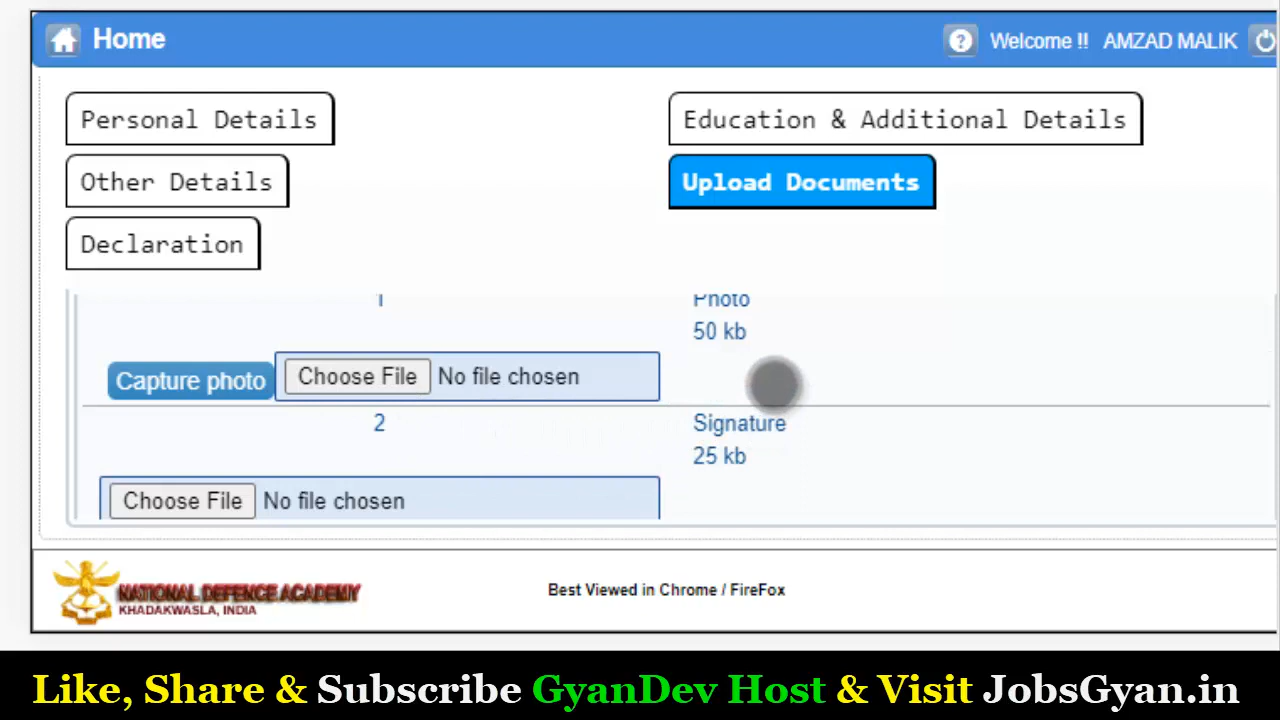 Home
Welcome !! AMZAD MALIK
Personal Details
Education & Additional Details
Other Details
Upload Documents
Declaration
1
Photo
50 kb
Capture photo
Choose File No file chosen
2
Signature
25 kb
Choose File No file chosen
NATIONAL DEFENCE ACADEMY
KHADAKWASLA, INDIA
Best Viewed in Chrome / FireFox
Like, Share & Subscribe GyanDev Host & Visit JobsGyan.in